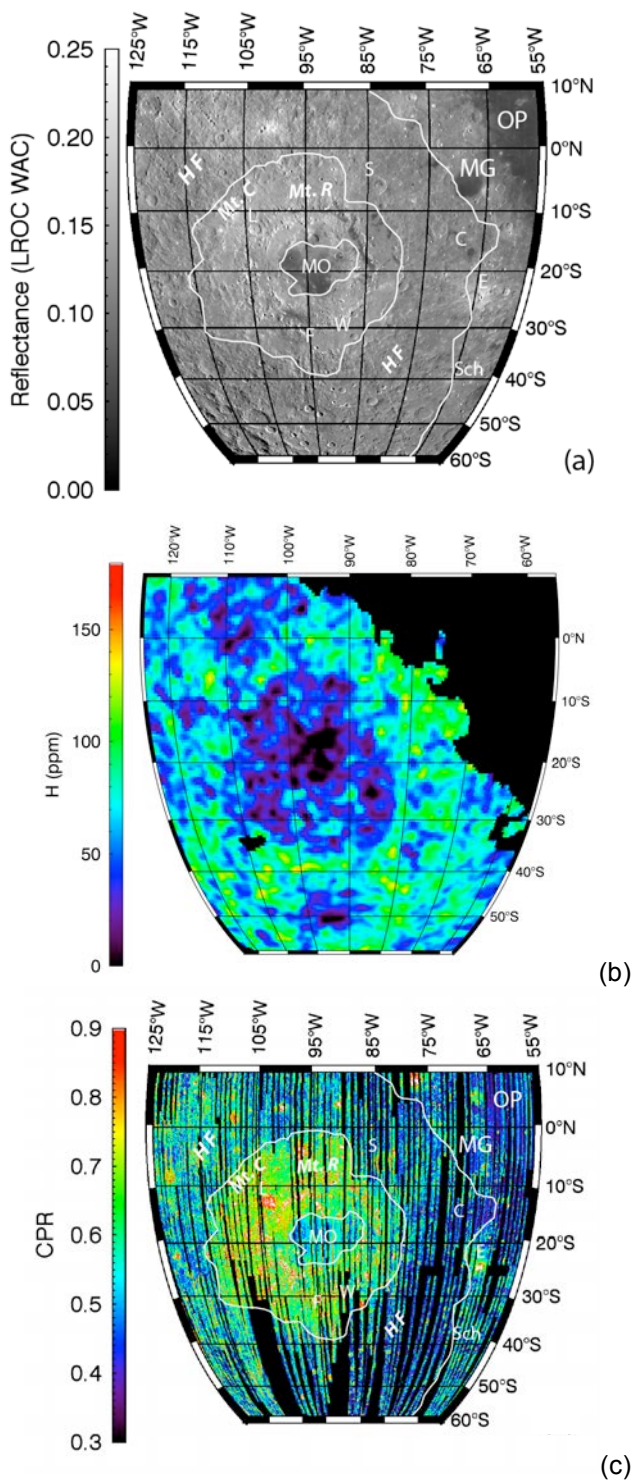 125°W 115°W 105°W 95°W 85°W 75°W 65°W 55°W
0.25
0.20
0.15
0.10
0.05
0.00
Reflectance (LROC WAC)
10°N
0°N
10°S
20°S
30°S
40°S
50°S
60°S
OP
HF
MG
Mt. C
Mt. R
S
L
C
MO
E
F
W
HF
Sch
(a)
120°W 110°W 100°W 90°W 80°W 70°W 60°W
150
100
50
0
H (ppm)
0°N
10°S
20°S
30°S
40°S
50°S
(b)
125°W 115°W 105°W 95°W 85°W 75°W 65°W 55°W
0.9
0.8
0.7
0.6
0.5
0.4
0.3
CPR
10°N
0°N
10°S
20°S
30°S
40°S
50°S
60°S
OP
HF
MG
Mt. C
Mt. R
S
L
C
MO
E
F
W
HF
Sch
(c)